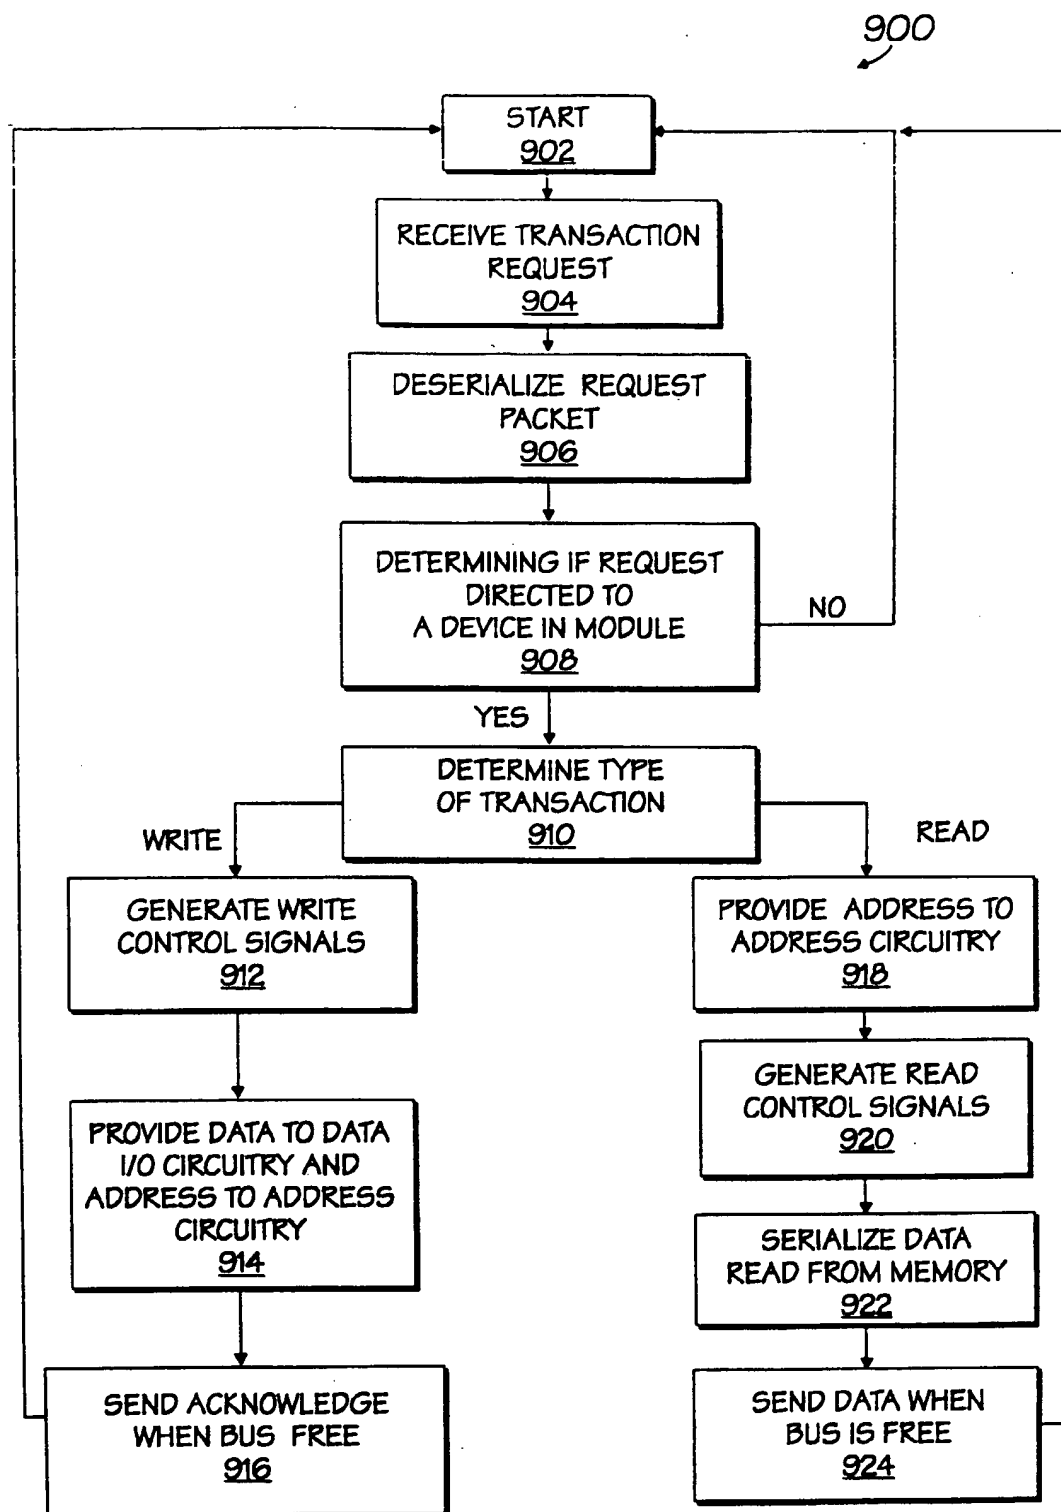 900
START
902
RECEIVE TRANSACTION
REQUEST
904
DESERIALIZE REQUEST
PACKET
906
DETERMINING IF REQUEST
DIRECTED TO
A DEVICE IN MODULE
908
NO
YES
DETERMINE TYPE
OF TRANSACTION
910
WRITE
READ
GENERATE WRITE
CONTROL SIGNALS
912
PROVIDE DATA TO DATA
I/O CIRCUITRY AND
ADDRESS TO ADDRESS
CIRCUITRY
914
SEND ACKNOWLEDGE
WHEN BUS FREE
916
PROVIDE ADDRESS TO
ADDRESS CIRCUITRY
918
GENERATE READ
CONTROL SIGNALS
920
SERIALIZE DATA
READ FROM MEMORY
922
SEND DATA WHEN
BUS IS FREE
924